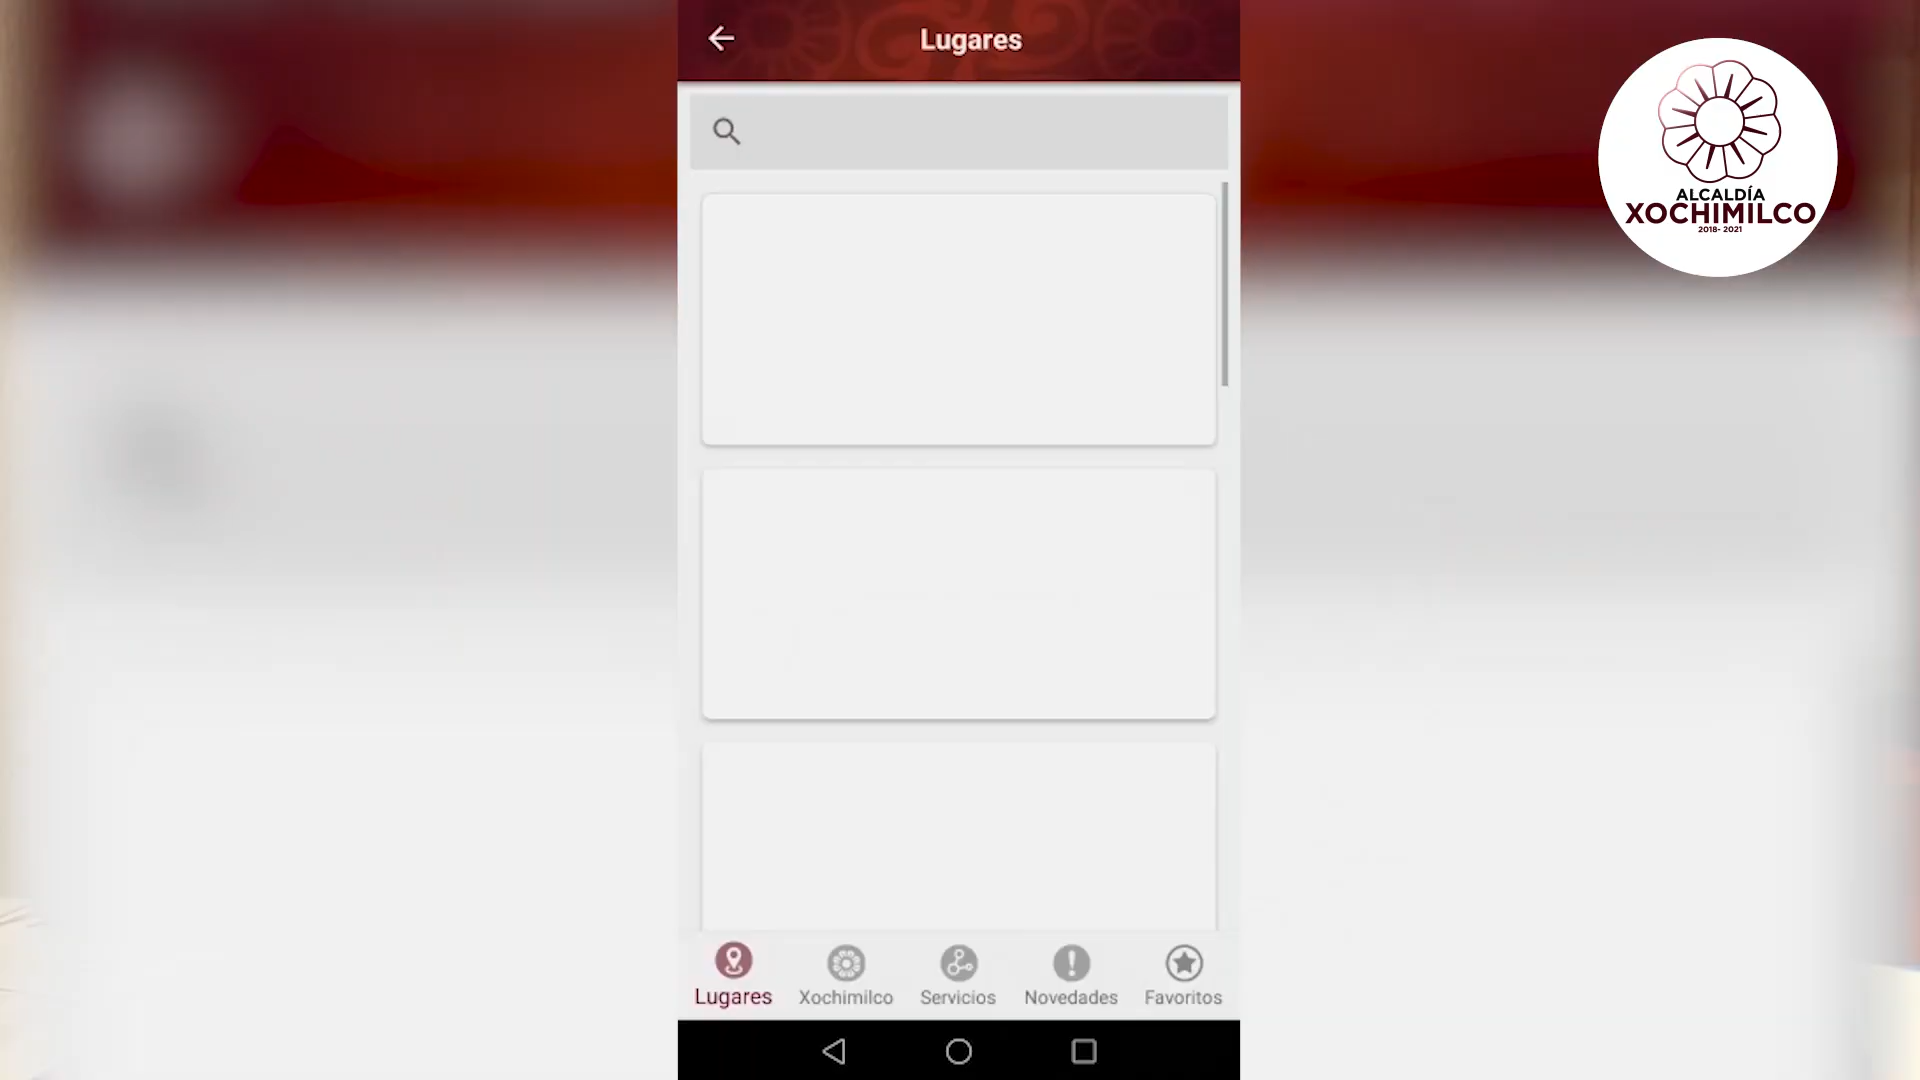 Lugares
ALCALDÍA
XOCHIMILCO
2018- 2021
Lugares
Xochimilco
Servicios
Novedades
Favoritos